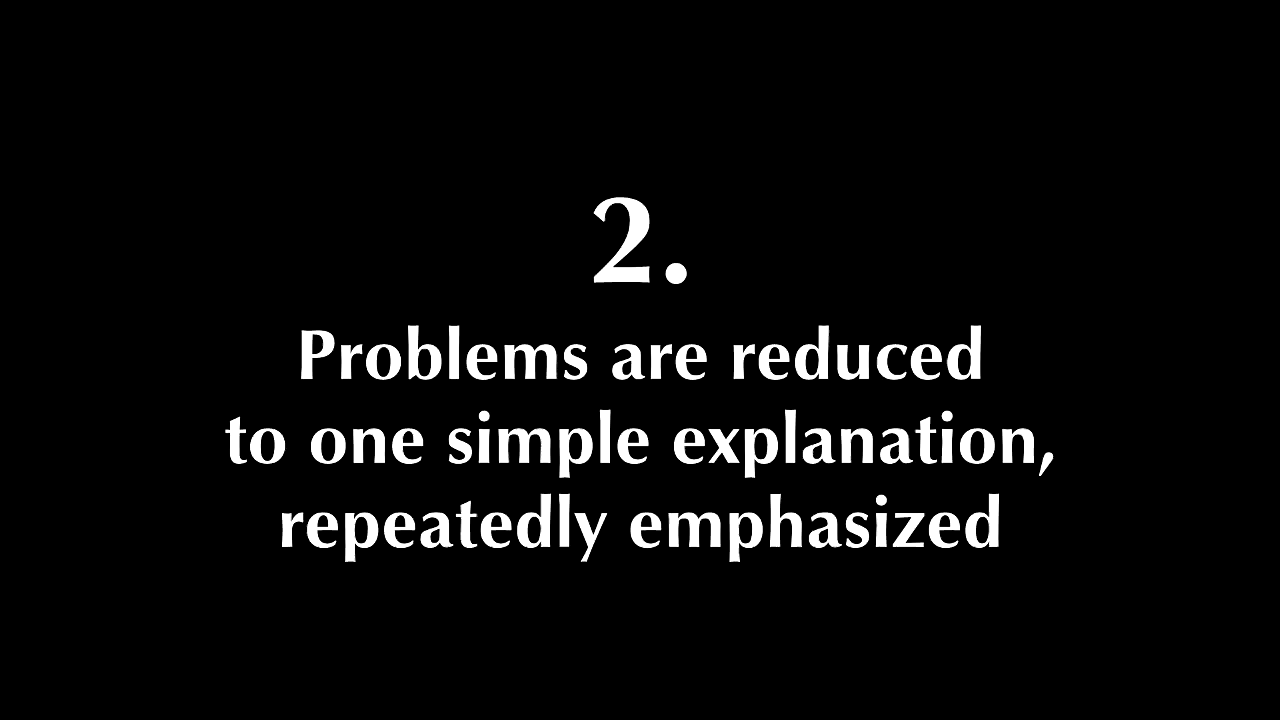 2.
Problems are reduced
to one simple explanation,
repeatedly emphasized